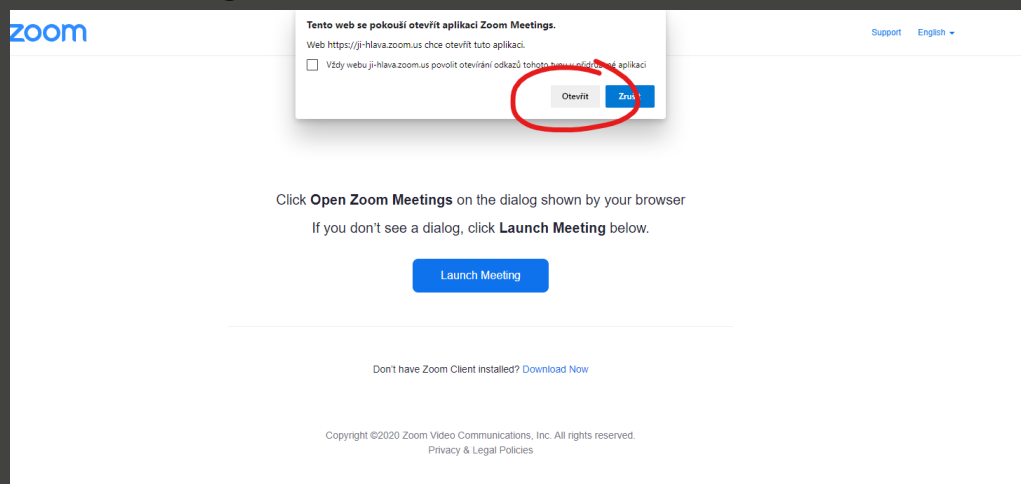 zoom
Support English
Tento web se pokouší otevřít aplikaci Zoom Meetings.
Web https://ji-hlava.zoom.us chce otevřít tuto aplikaci.
Vždy webu ji-hlava.zoom.us povolit otevírání odkazů tohoto typu v přidružené aplikaci
Otevřít Zrušit
Click Open Zoom Meetings on the dialog shown by your browser
If you don't see a dialog, click Launch Meeting below.
Launch Meeting
Don't have Zoom Client installed? Download Now
Copyright ©2020 Zoom Video Communications, Inc. All rights reserved.
Privacy & Legal Policies